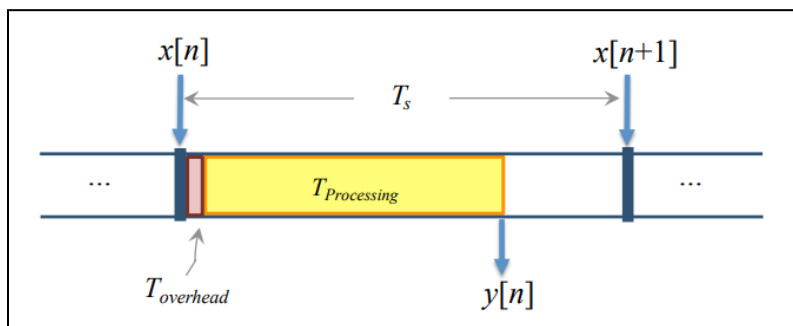 x[n]
x[n+1]
T_s
...
T_Processing
...
T_overhead
y[n]